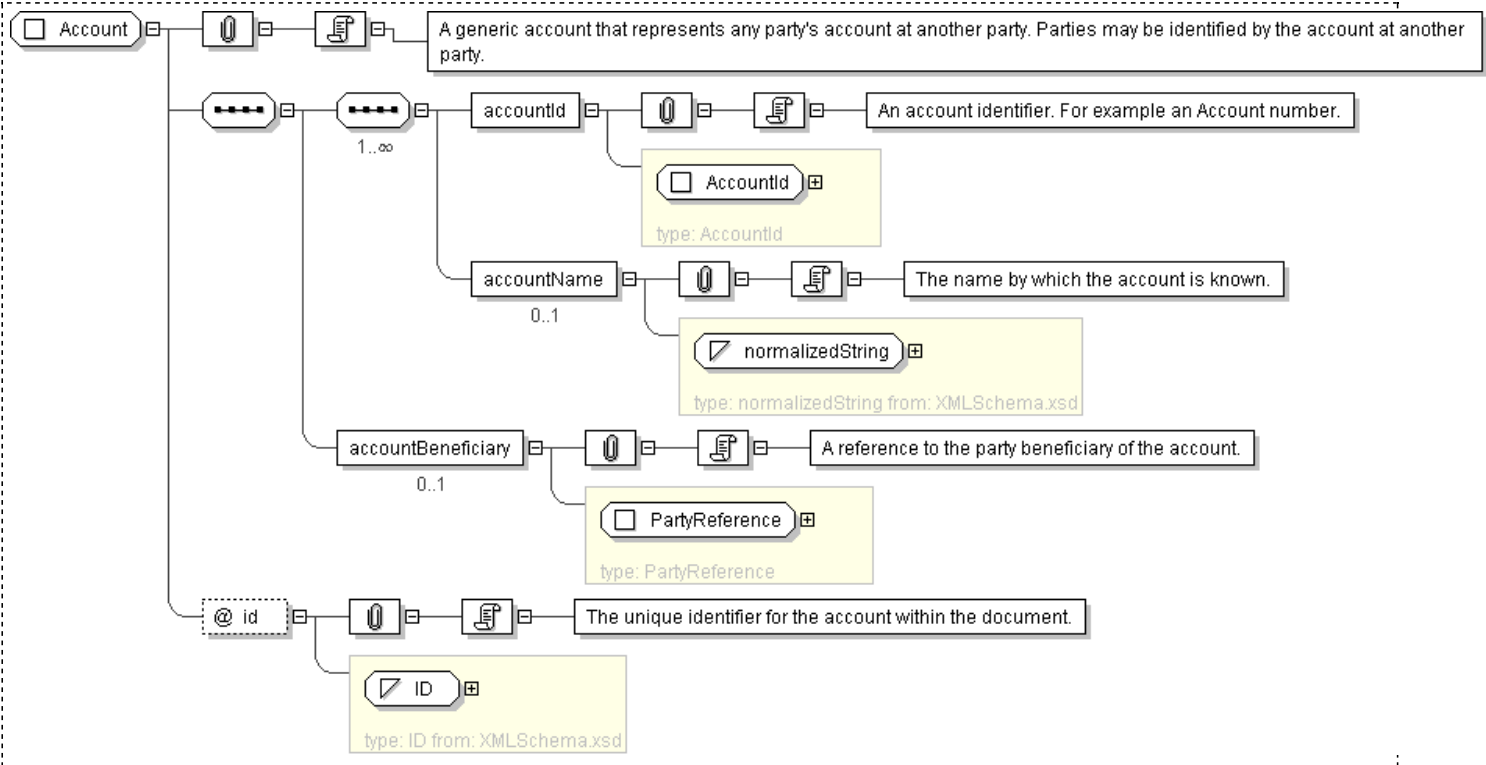 Account
A generic account that represents any party's account at another party. Parties may be identified by the account at another
party.
accountId
An account identifier. For example an Account number.
1..∞
AccountId
type: AccountId
accountName
The name by which the account is known.
0..1
normalizedString
type: normalizedString from: XMLSchema.xsd
accountBeneficiary
A reference to the party beneficiary of the account.
0..1
PartyReference
type: PartyReference
@ id
The unique identifier for the account within the document.
ID
type: ID from: XMLSchema.xsd